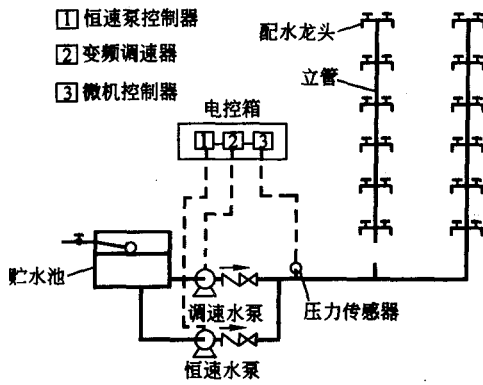 1 恒速泵控制器
2 变频调速器
3 微机控制器
配水龙头
立管
电控箱
1 2 3
贮水池
调速水泵
压力传感器
恒速水泵